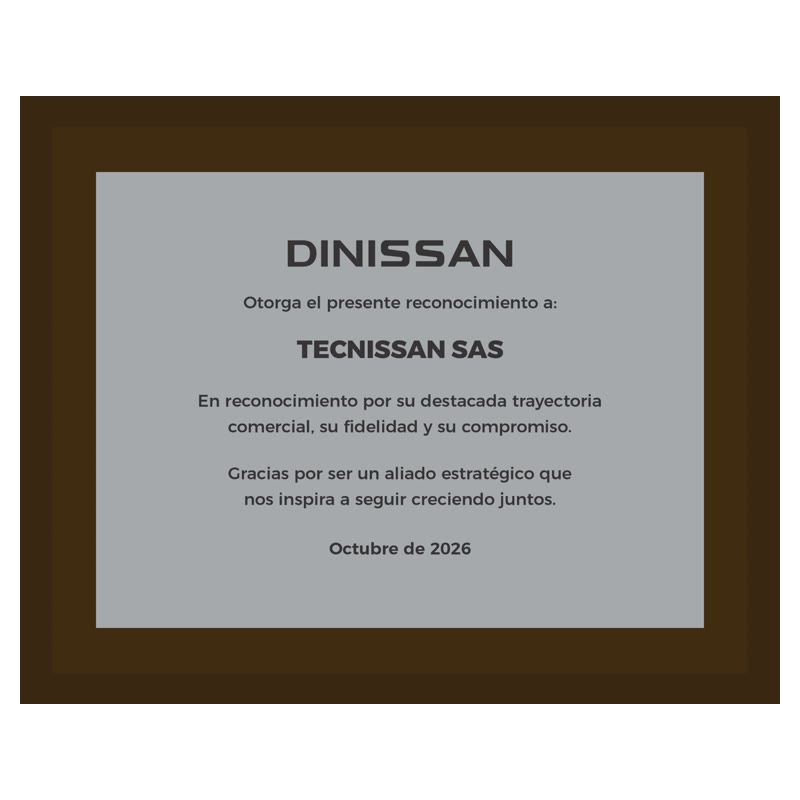 DINISSAN
Otorga el presente reconocimiento a:
TECNISSAN SAS
En reconocimiento por su destacada trayectoria
comercial, su fidelidad y su compromiso.
Gracias por ser un aliado estratégico que
nos inspira a seguir creciendo juntos.
Octubre de 2026